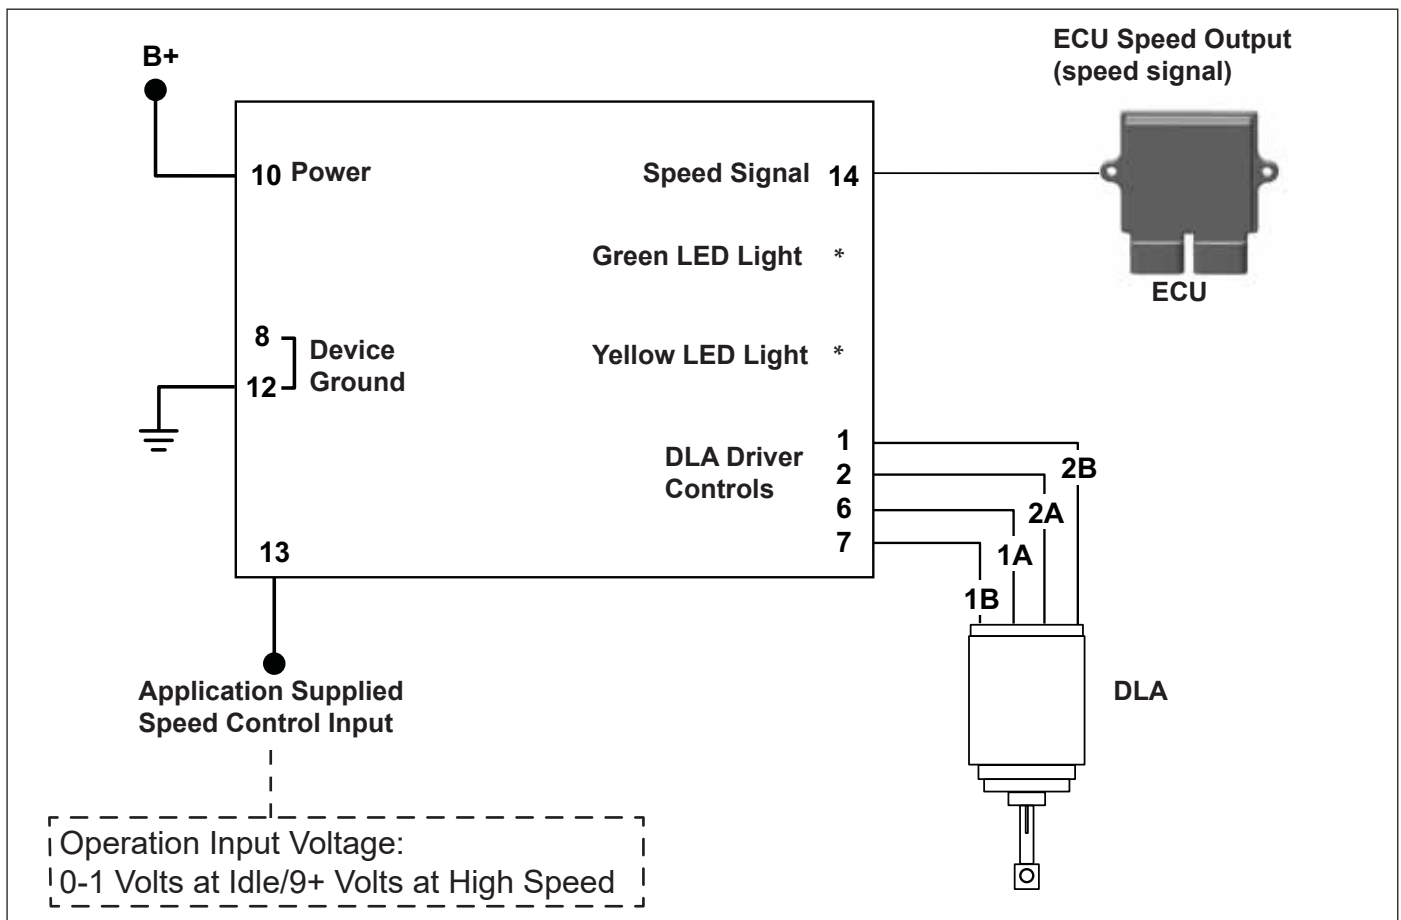 ECU Speed Output
(speed signal)
B+
10 Power
Speed Signal 14
Green LED Light *
ECU
8
Device
Ground
12
Yellow LED Light *
DLA Driver
Controls
1
2
6
7
2B
2A
1A
1B
13
Application Supplied
Speed Control Input
DLA
Operation Input Voltage:
0-1 Volts at Idle/9+ Volts at High Speed